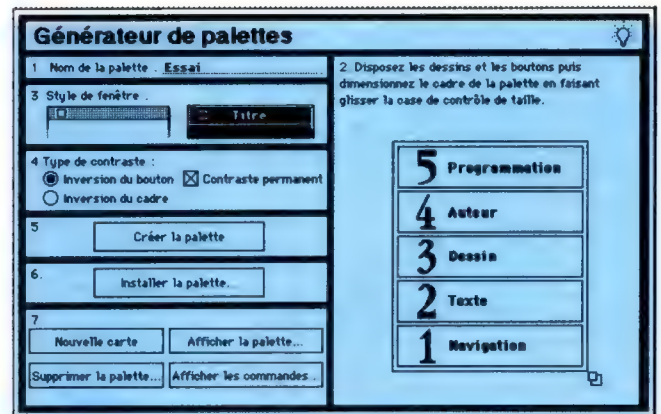 Générateur de palettes
1 Nom de la palette . Essai
3 Style de fenêtre .
Titre
4 Type de contraste :
Inversion du bouton Contraste permanent
Inversion du cadre
5
Créer la palette
6.
Installer la palette...
7
Nouvelle carte Afficher la palette...
Supprimer la palette... Afficher les commandes .
2 Disposez les dessins et les boutons puis
dimensionnez le cadre de la palette en faisant
glisser la case de contrôle de taille.
5 Programmation
4 Auteur
3 Dessin
2 Texte
1 Navigation